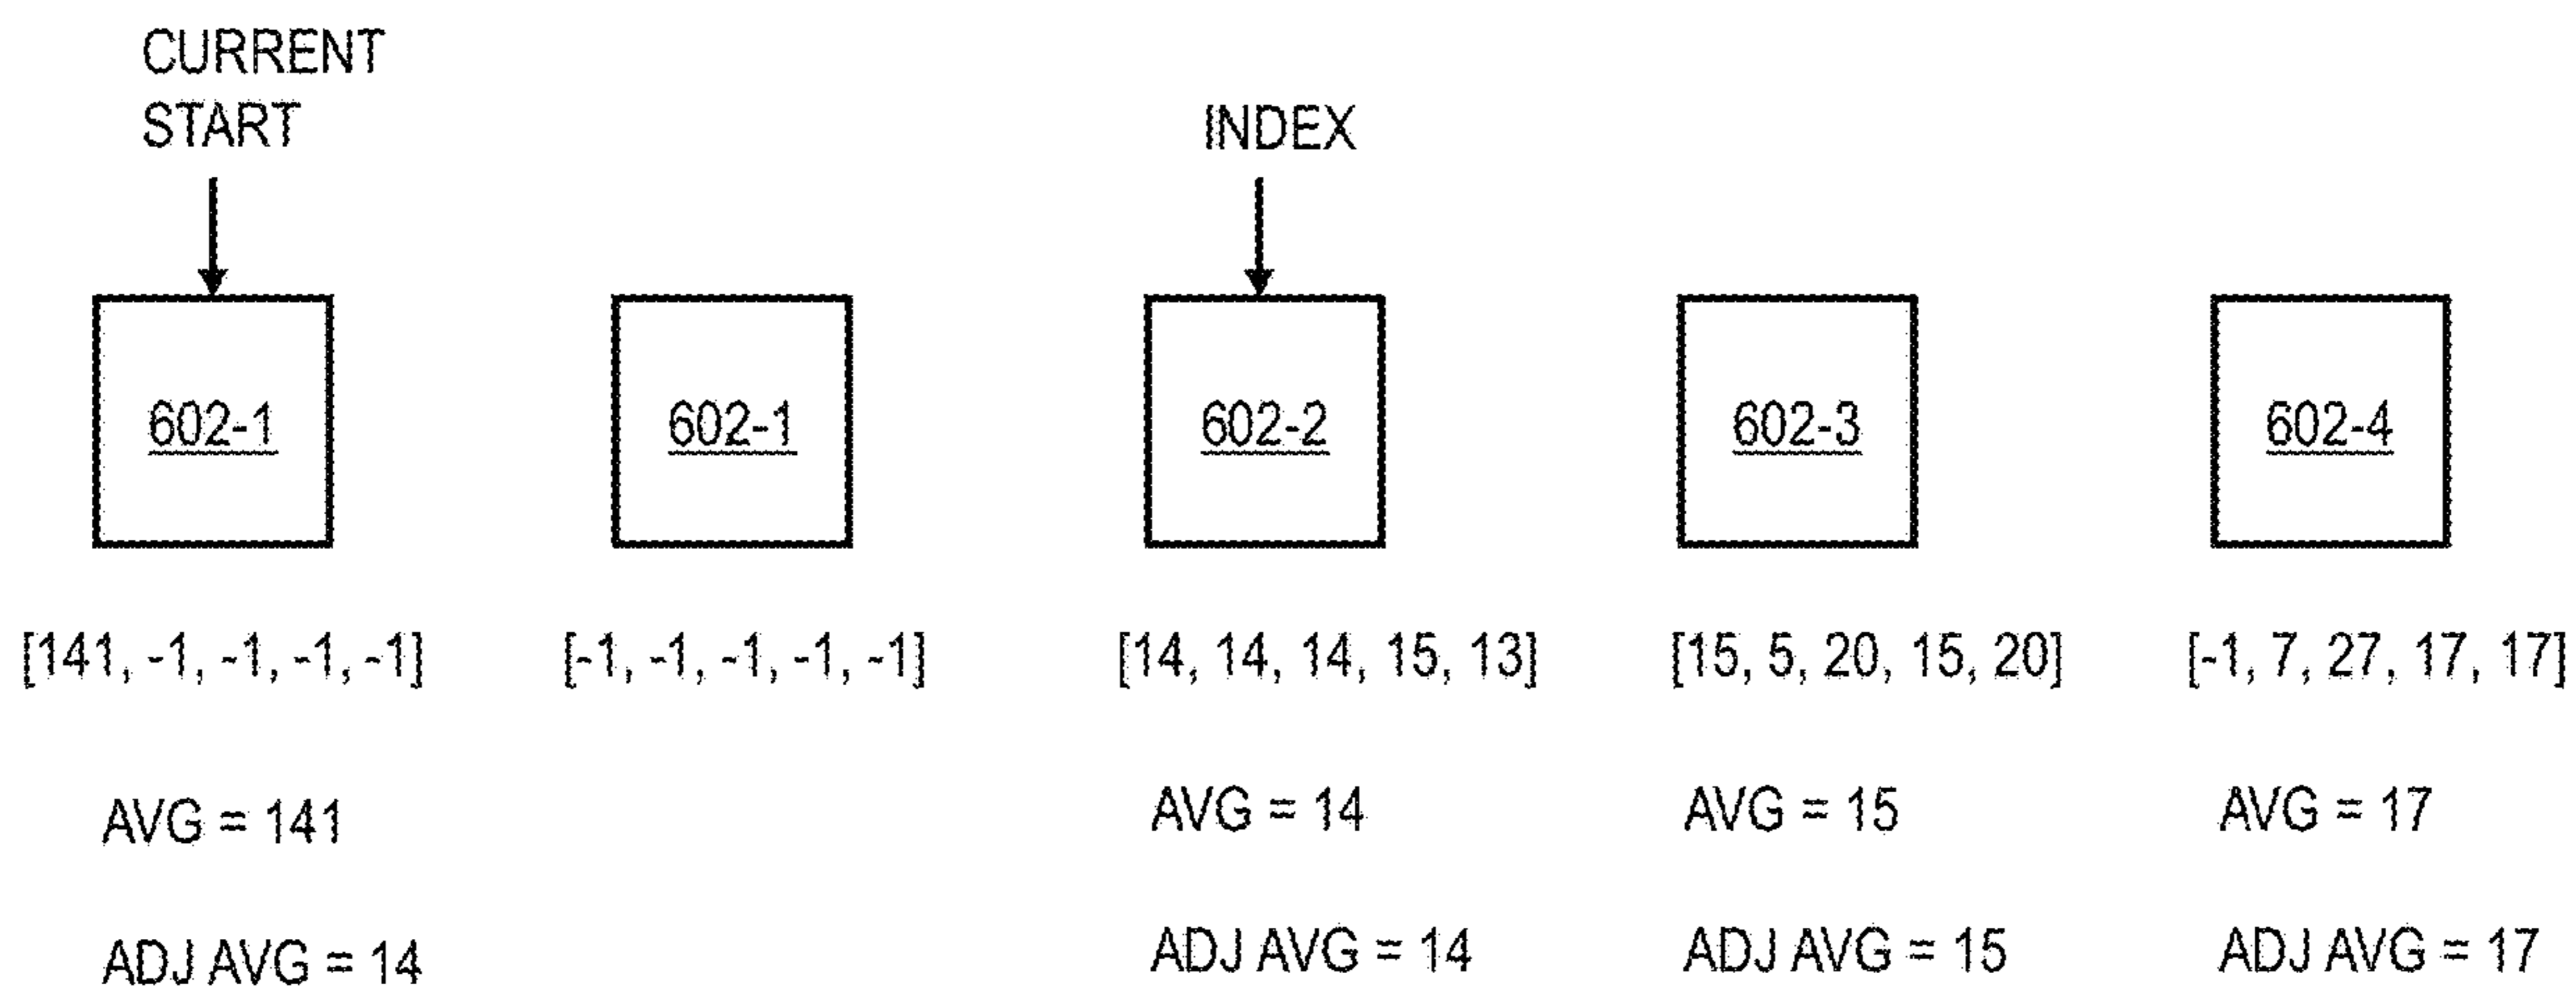 CURRENT
START
INDEX
602-1 602-1 602-2 602-3 602-4
[141, -1, -1, -1, -1] [-1, -1, -1, -1, -1] [14, 14, 14, 15, 13] [15, 5, 20, 15, 20] [-1, 7, 27, 17, 17]
AVG = 141 AVG = 14 AVG = 15 AVG = 17
ADJ AVG = 14 ADJ AVG = 14 ADJ AVG = 15 ADJ AVG = 17